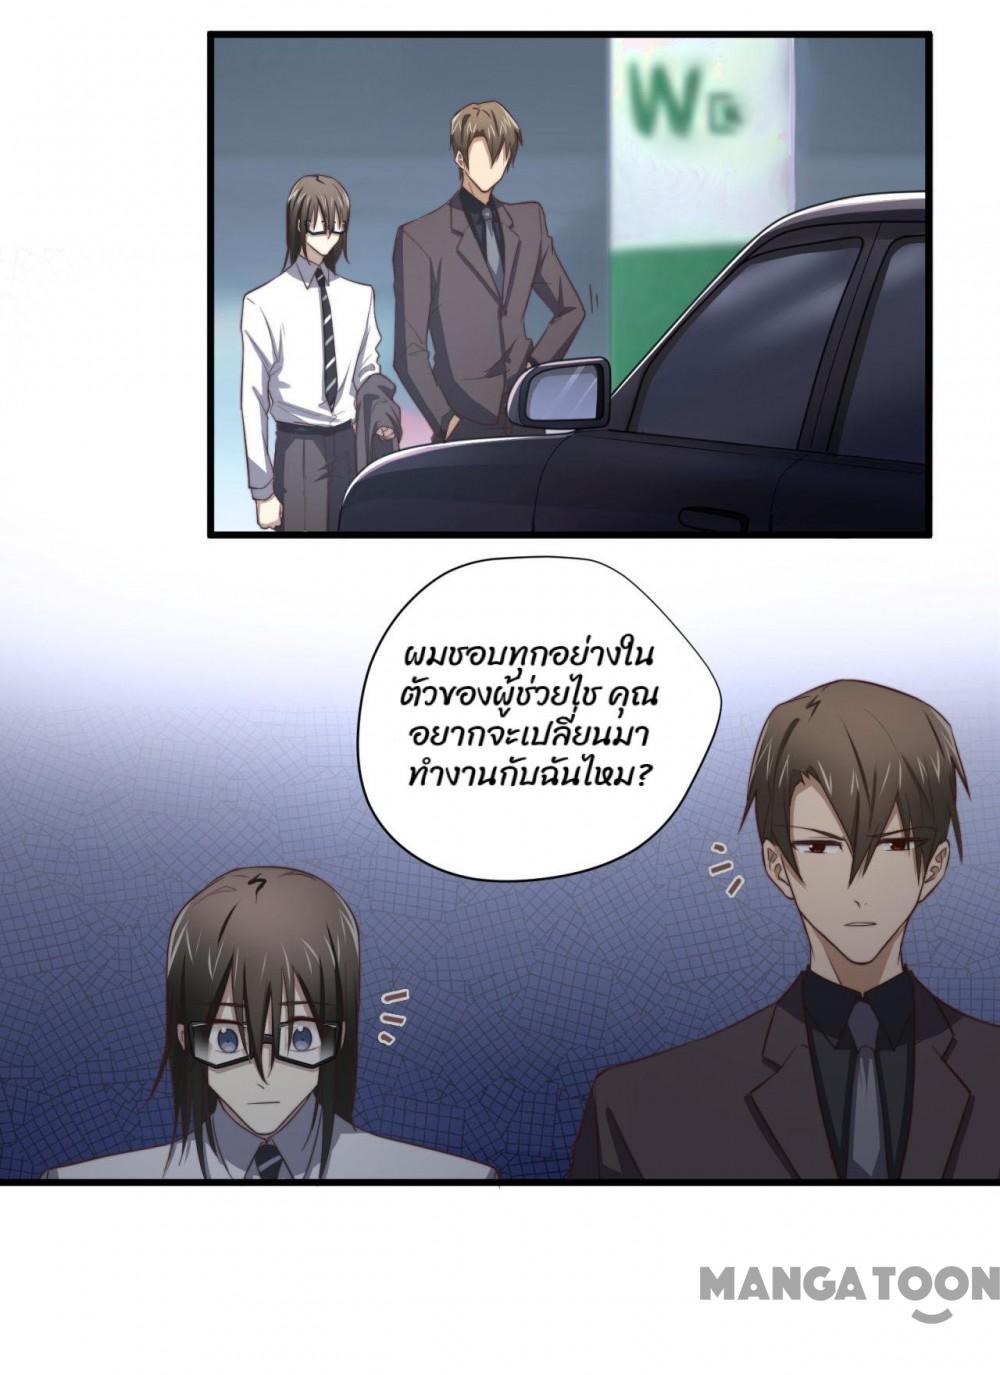 W
ผมชอบทุกอย่างใน
ตัวของผู้ช่วยไช คุณ
อยากจะเปลี่ยนมา
ทำงานกับฉันไหม?
MANGATOON